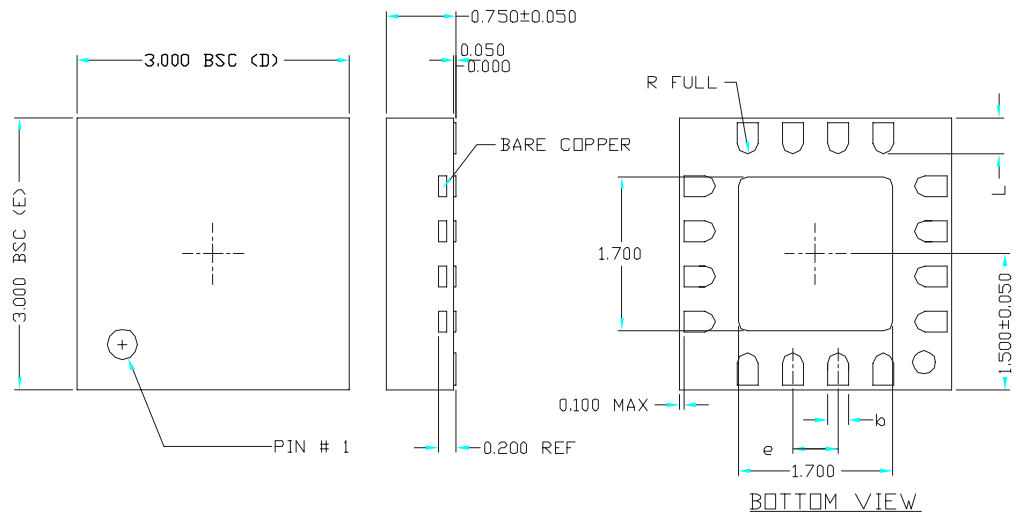 0.750±0.050
0.050
0.000
3.000 BSC (D)
R FULL
BARE COPPER
3.000 BSC (E)
1.700
L
1.500±0.050
0.100 MAX
b
PIN # 1
0.200 REF
e
1.700
BOTTOM VIEW